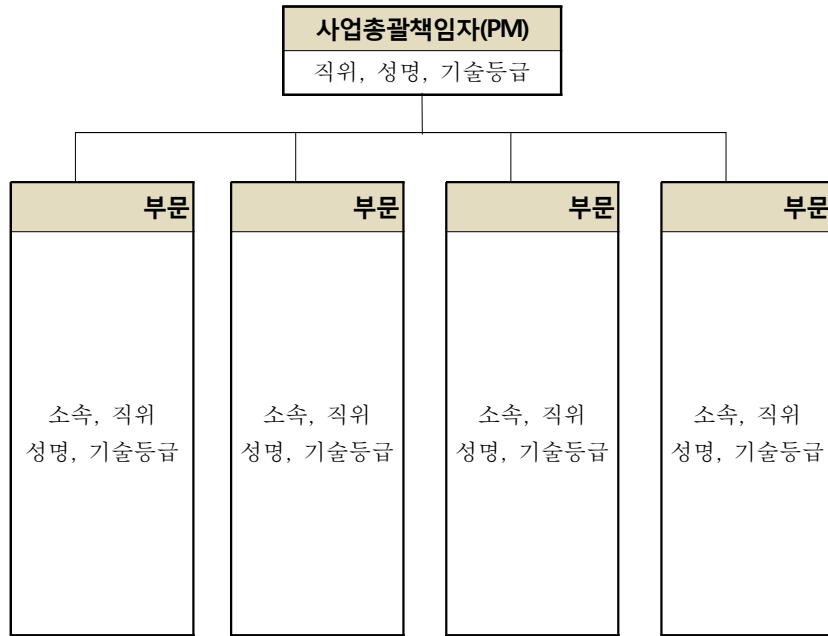 사업총괄책임자(PM)
직위, 성명, 기술등급
부문
부문
부문
부문
소속, 직위
성명, 기술등급
소속, 직위
성명, 기술등급
소속, 직위
성명, 기술등급
소속, 직위
성명, 기술등급